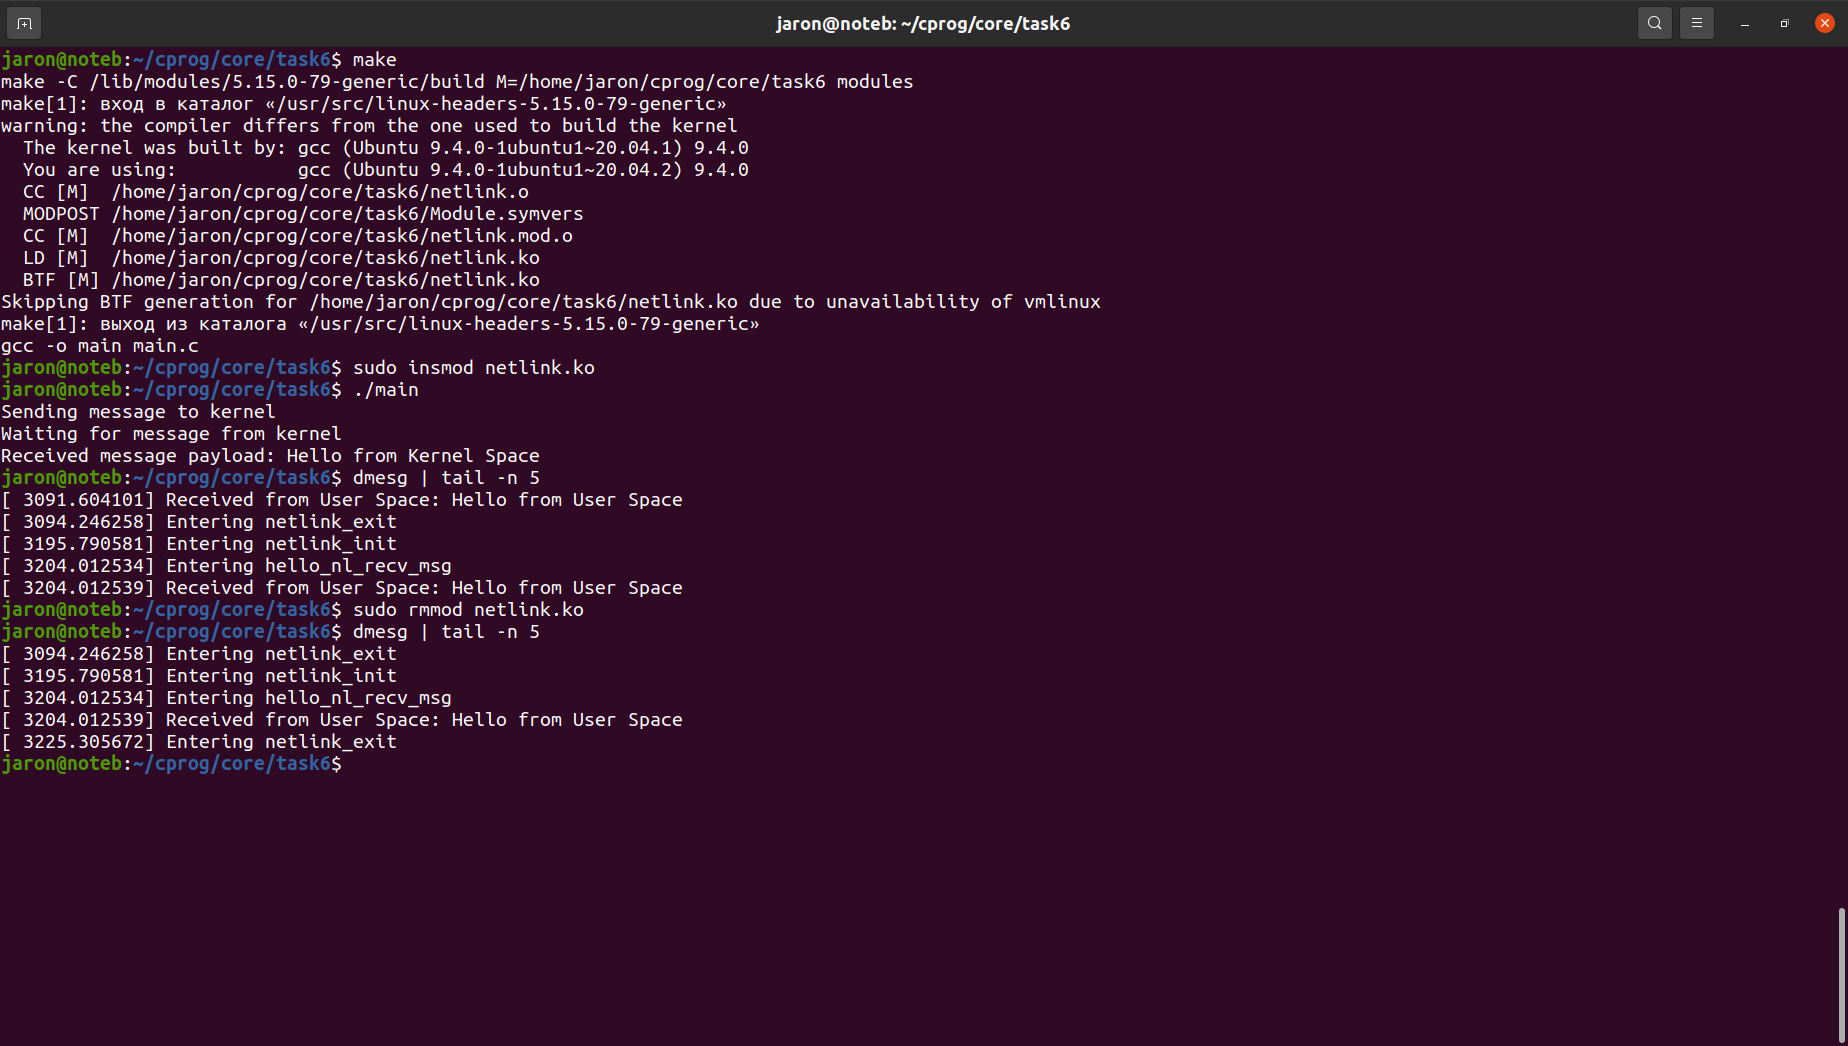 jaron@noteb: ~/cprog/core/task6
jaron@noteb:~/cprog/core/task6$ make
make -C /lib/modules/5.15.0-79-generic/build M=/home/jaron/cprog/core/task6 modules
make[1]: вход в каталог «/usr/src/linux-headers-5.15.0-79-generic»
warning: the compiler differs from the one used to build the kernel
  The kernel was built by: gcc (Ubuntu 9.4.0-1ubuntu1~20.04.1) 9.4.0
  You are using:           gcc (Ubuntu 9.4.0-1ubuntu1~20.04.2) 9.4.0
  CC [M]  /home/jaron/cprog/core/task6/netlink.o
  MODPOST /home/jaron/cprog/core/task6/Module.symvers
  CC [M]  /home/jaron/cprog/core/task6/netlink.mod.o
  LD [M]  /home/jaron/cprog/core/task6/netlink.ko
  BTF [M] /home/jaron/cprog/core/task6/netlink.ko
Skipping BTF generation for /home/jaron/cprog/core/task6/netlink.ko due to unavailability of vmlinux
make[1]: выход из каталога «/usr/src/linux-headers-5.15.0-79-generic»
gcc -o main main.c
jaron@noteb:~/cprog/core/task6$ sudo insmod netlink.ko
jaron@noteb:~/cprog/core/task6$ ./main
Sending message to kernel
Waiting for message from kernel
Received message payload: Hello from Kernel Space
jaron@noteb:~/cprog/core/task6$ dmesg | tail -n 5
[ 3091.604101] Received from User Space: Hello from User Space
[ 3094.246258] Entering netlink_exit
[ 3195.790581] Entering netlink_init
[ 3204.012534] Entering hello_nl_recv_msg
[ 3204.012539] Received from User Space: Hello from User Space
jaron@noteb:~/cprog/core/task6$ sudo rmmod netlink.ko
jaron@noteb:~/cprog/core/task6$ dmesg | tail -n 5
[ 3094.246258] Entering netlink_exit
[ 3195.790581] Entering netlink_init
[ 3204.012534] Entering hello_nl_recv_msg
[ 3204.012539] Received from User Space: Hello from User Space
[ 3225.305672] Entering netlink_exit
jaron@noteb:~/cprog/core/task6$